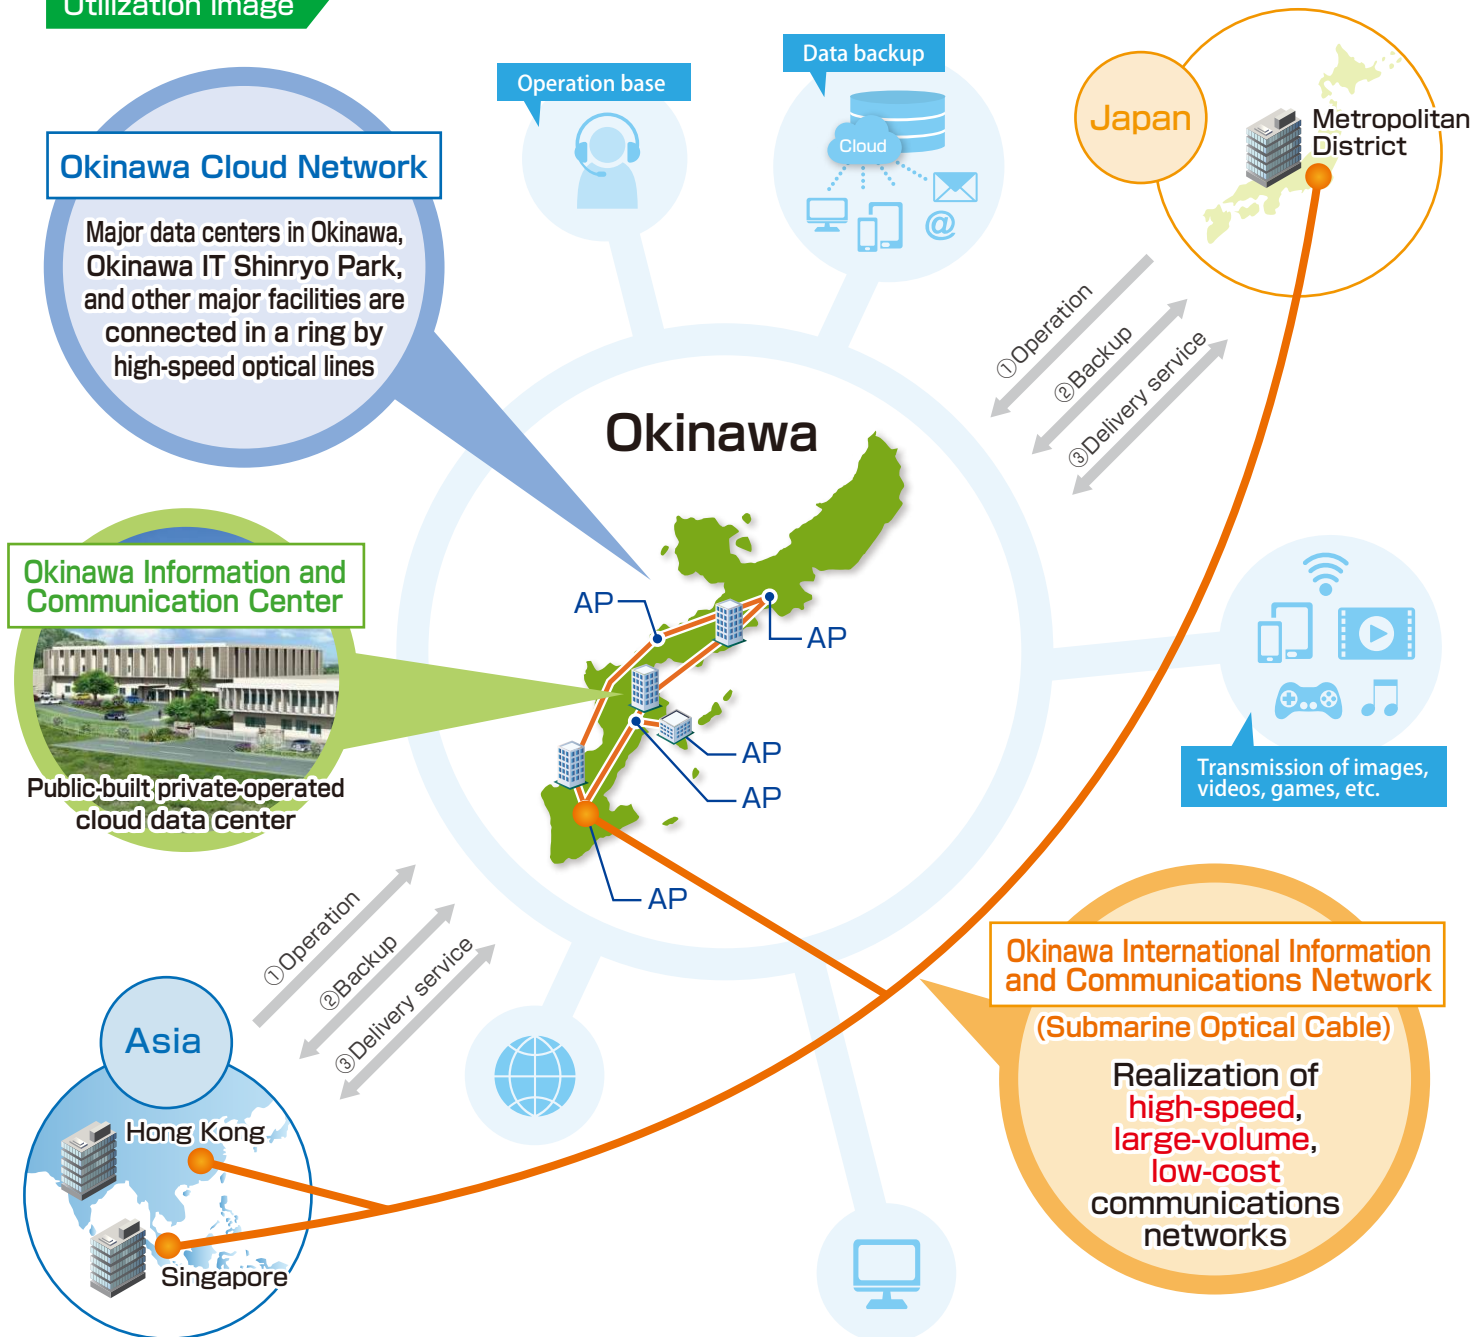 Utilization image
Operation base
Data backup
Cloud
@
Japan
Metropolitan
District
Okinawa Cloud Network
Major data centers in Okinawa,
Okinawa IT Shinryo Park,
and other major facilities are
connected in a ring by
high-speed optical lines
①Operation
②Backup
③Delivery service
Okinawa
Okinawa Information and
Communication Center
Public-built private-operated
cloud data center
AP
AP
AP
AP
AP
Transmission of images,
videos, games, etc.
①Operation
②Backup
③Delivery service
Okinawa International Information
and Communications Network
(Submarine Optical Cable)
Realization of
high-speed,
large-volume,
low-cost
communications
networks
Asia
Hong Kong
Singapore